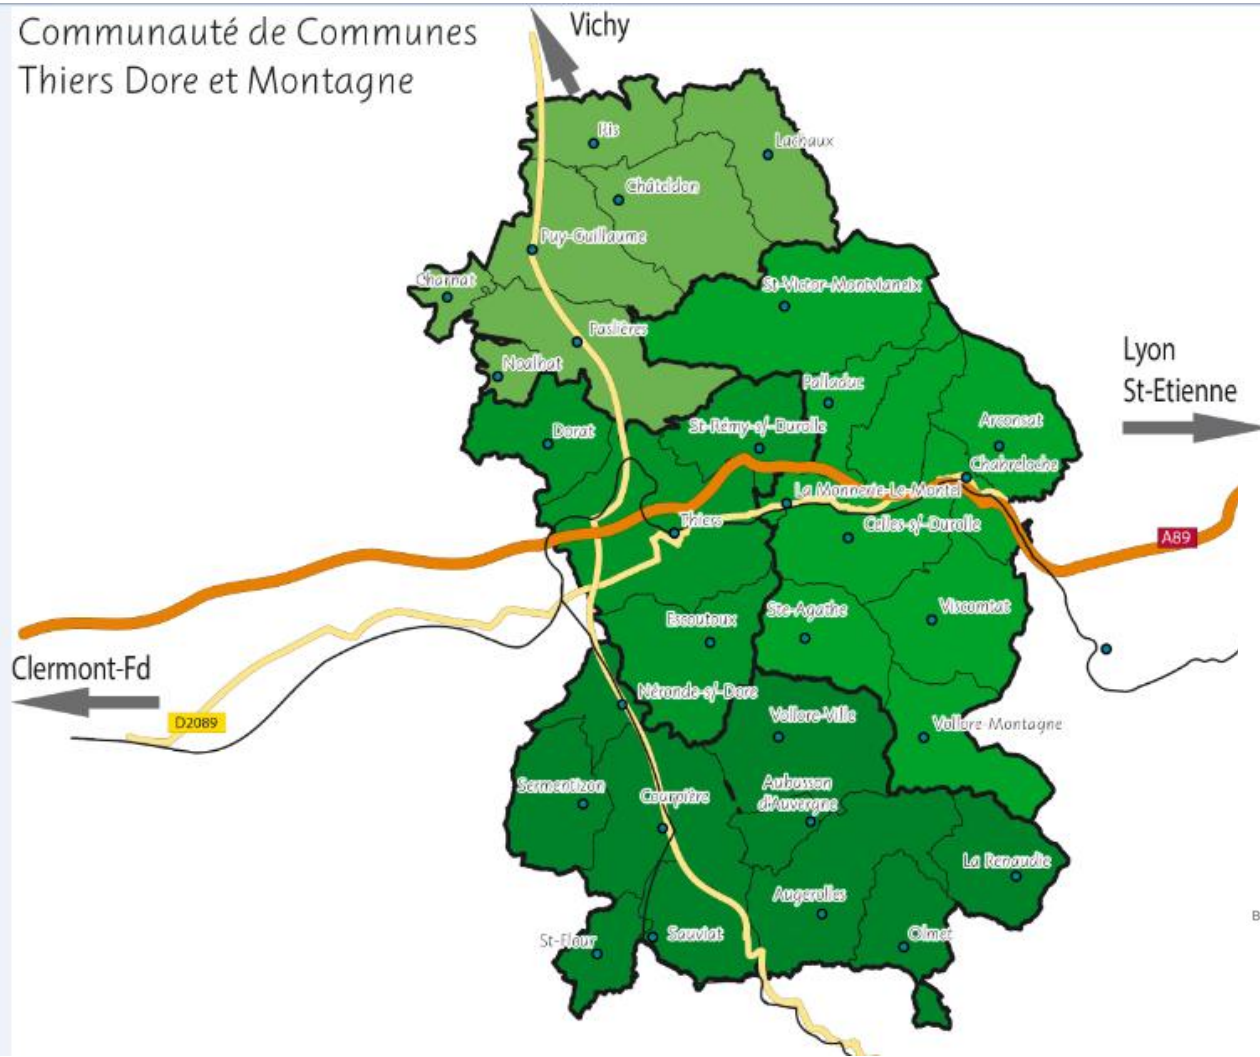 Communauté de Communes
Thiers Dore et Montagne
Vichy
Ris
Lachaux
Châteldon
Puy-Guillaume
Charnat
St-Victor-Montvianeix
Paslières
Noalhat
Lyon
St-Etienne
Palladuc
Arconsat
Dorat
St-Rémy-s/-Durolle
Chabreloche
La Monnerie-Le-Montel
Thiers
Celles-s/-Durolle
A89
Viscomtat
Ste-Agathe
Escoutoux
Clermont-Fd
D2089
Néronde-s/-Dore
Vollore-Ville
Vollore-Montagne
Sermentizon
Courpière
Aubusson
d'Auvergne
La Renaudie
Augerolles
St-Flour
Sauviat
Olmet
B